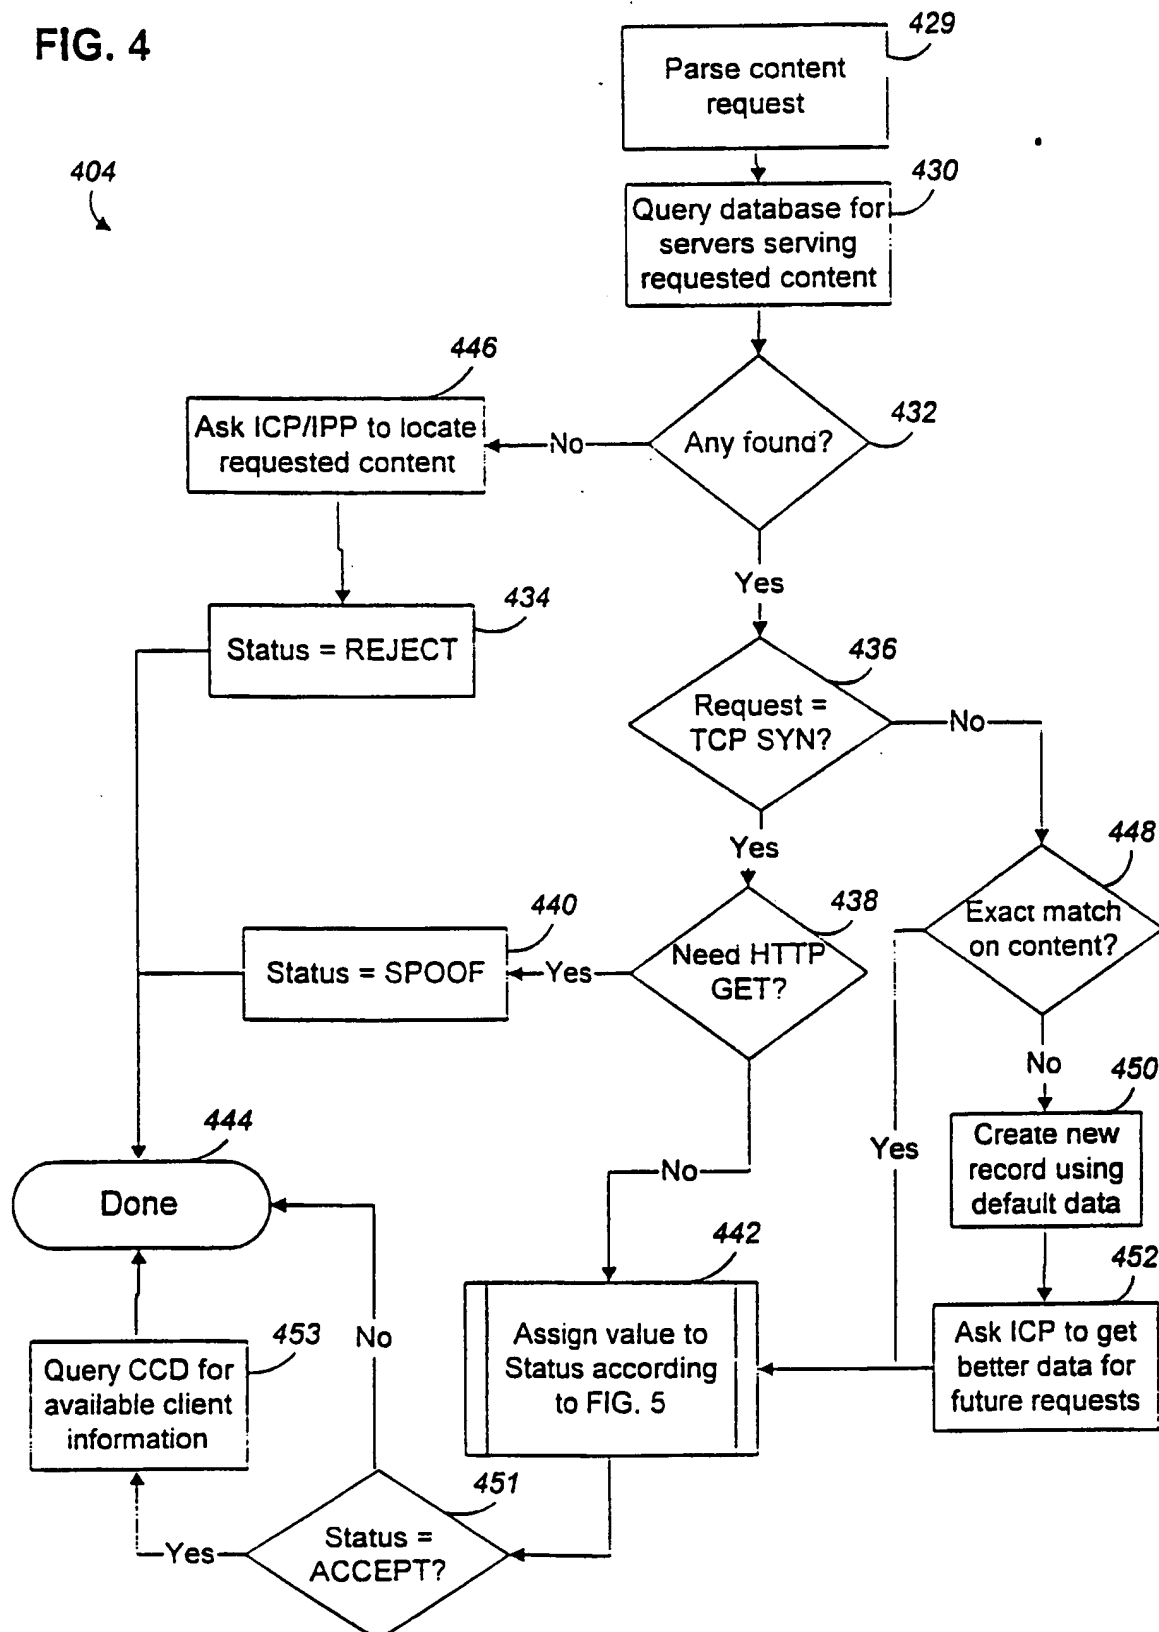 FIG. 4
429
Parse content
request
404
430
Query database for
servers serving
requested content
446
Ask ICP/IPP to locate
requested content
No
Any found?
432
Yes
434
Status = REJECT
436
Request =
TCP SYN?
No
Yes
448
Exact match
on content?
438
Need HTTP
GET?
440
Status = SPOOF
Yes
No
450
Create new
record using
default data
Yes
444
Done
No
442
Assign value to
Status according
to FIG. 5
452
Ask ICP to get
better data for
future requests
453
Query CCD for
available client
information
No
451
Status =
ACCEPT?
Yes